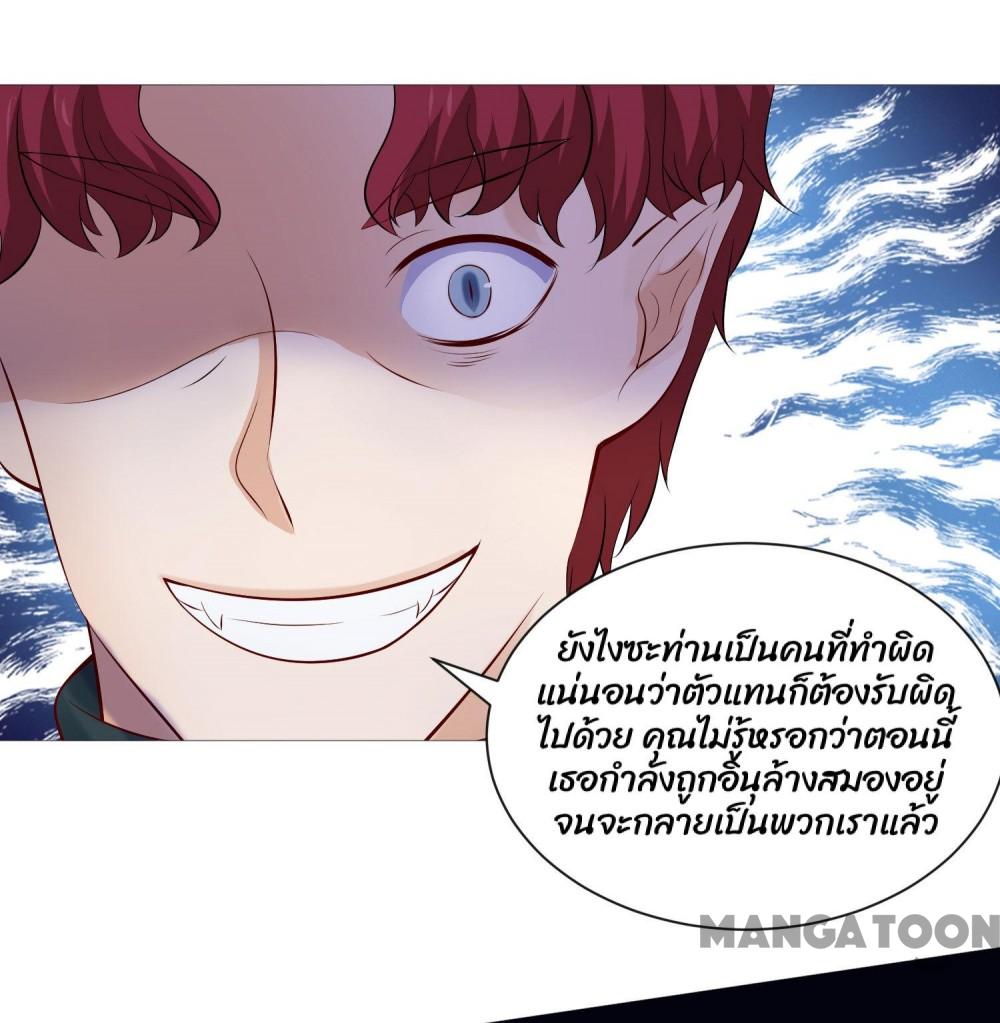 ยังไงซะท่านเป็นคนที่ทำผิด
แน่นอนว่าตัวแทนก็ต้องรับผิด
ไปด้วย คุณไม่รู้หรอกว่าตอนนี้
เธอกำลังถูกอินุล้างสมองอยู่
จนจะกลายเป็นพวกเราแล้ว
MANGATOON